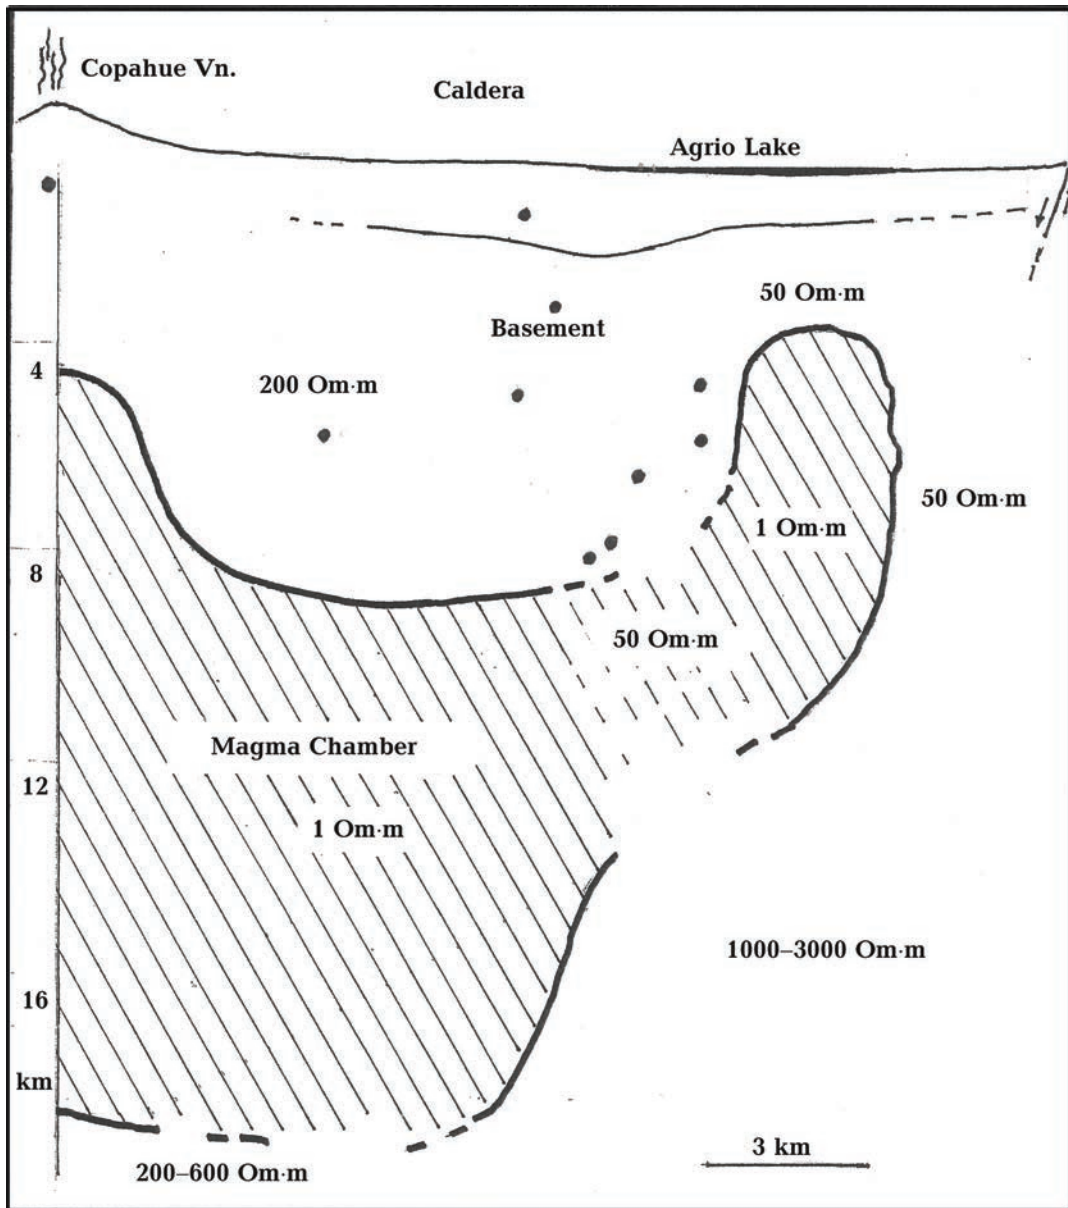 Copahue Vn.
Caldera
Agrio Lake
50 Om·m
Basement
4
200 Om·m
50 Om·m
1 Om·m
8
50 Om·m
Magma Chamber
12
1 Om·m
1000–3000 Om·m
16
km
3 km
200–600 Om·m